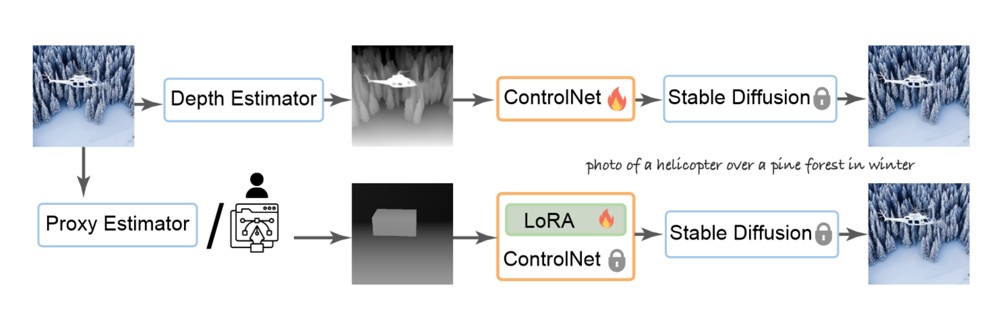 Depth Estimator
ControlNet
Stable Diffusion
photo of a helicopter over a pine forest in winter
Proxy Estimator
/
LoRA
ControlNet
Stable Diffusion